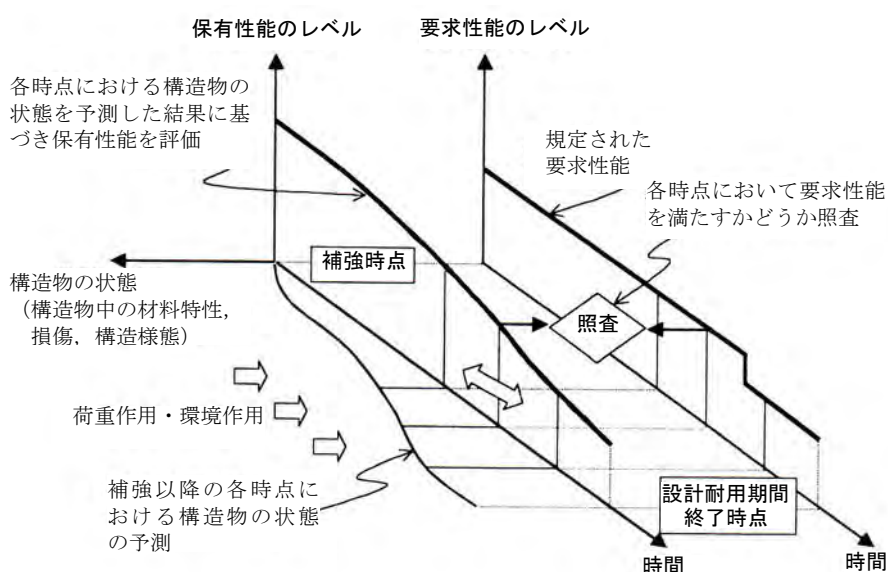 保有性能のレベル
要求性能のレベル
各時点における構造物の
状態を予測した結果に基
づき保有性能を評価
規定された
要求性能
各時点において要求性能
を満たすかどうか照査
補強時点
構造物の状態
（構造物中の材料特性，
損傷，構造様態）
照査
荷重作用・環境作用
補強以降の各時点に
おける構造物の状態
の予測
設計耐用期間
終了時点
時間
時間